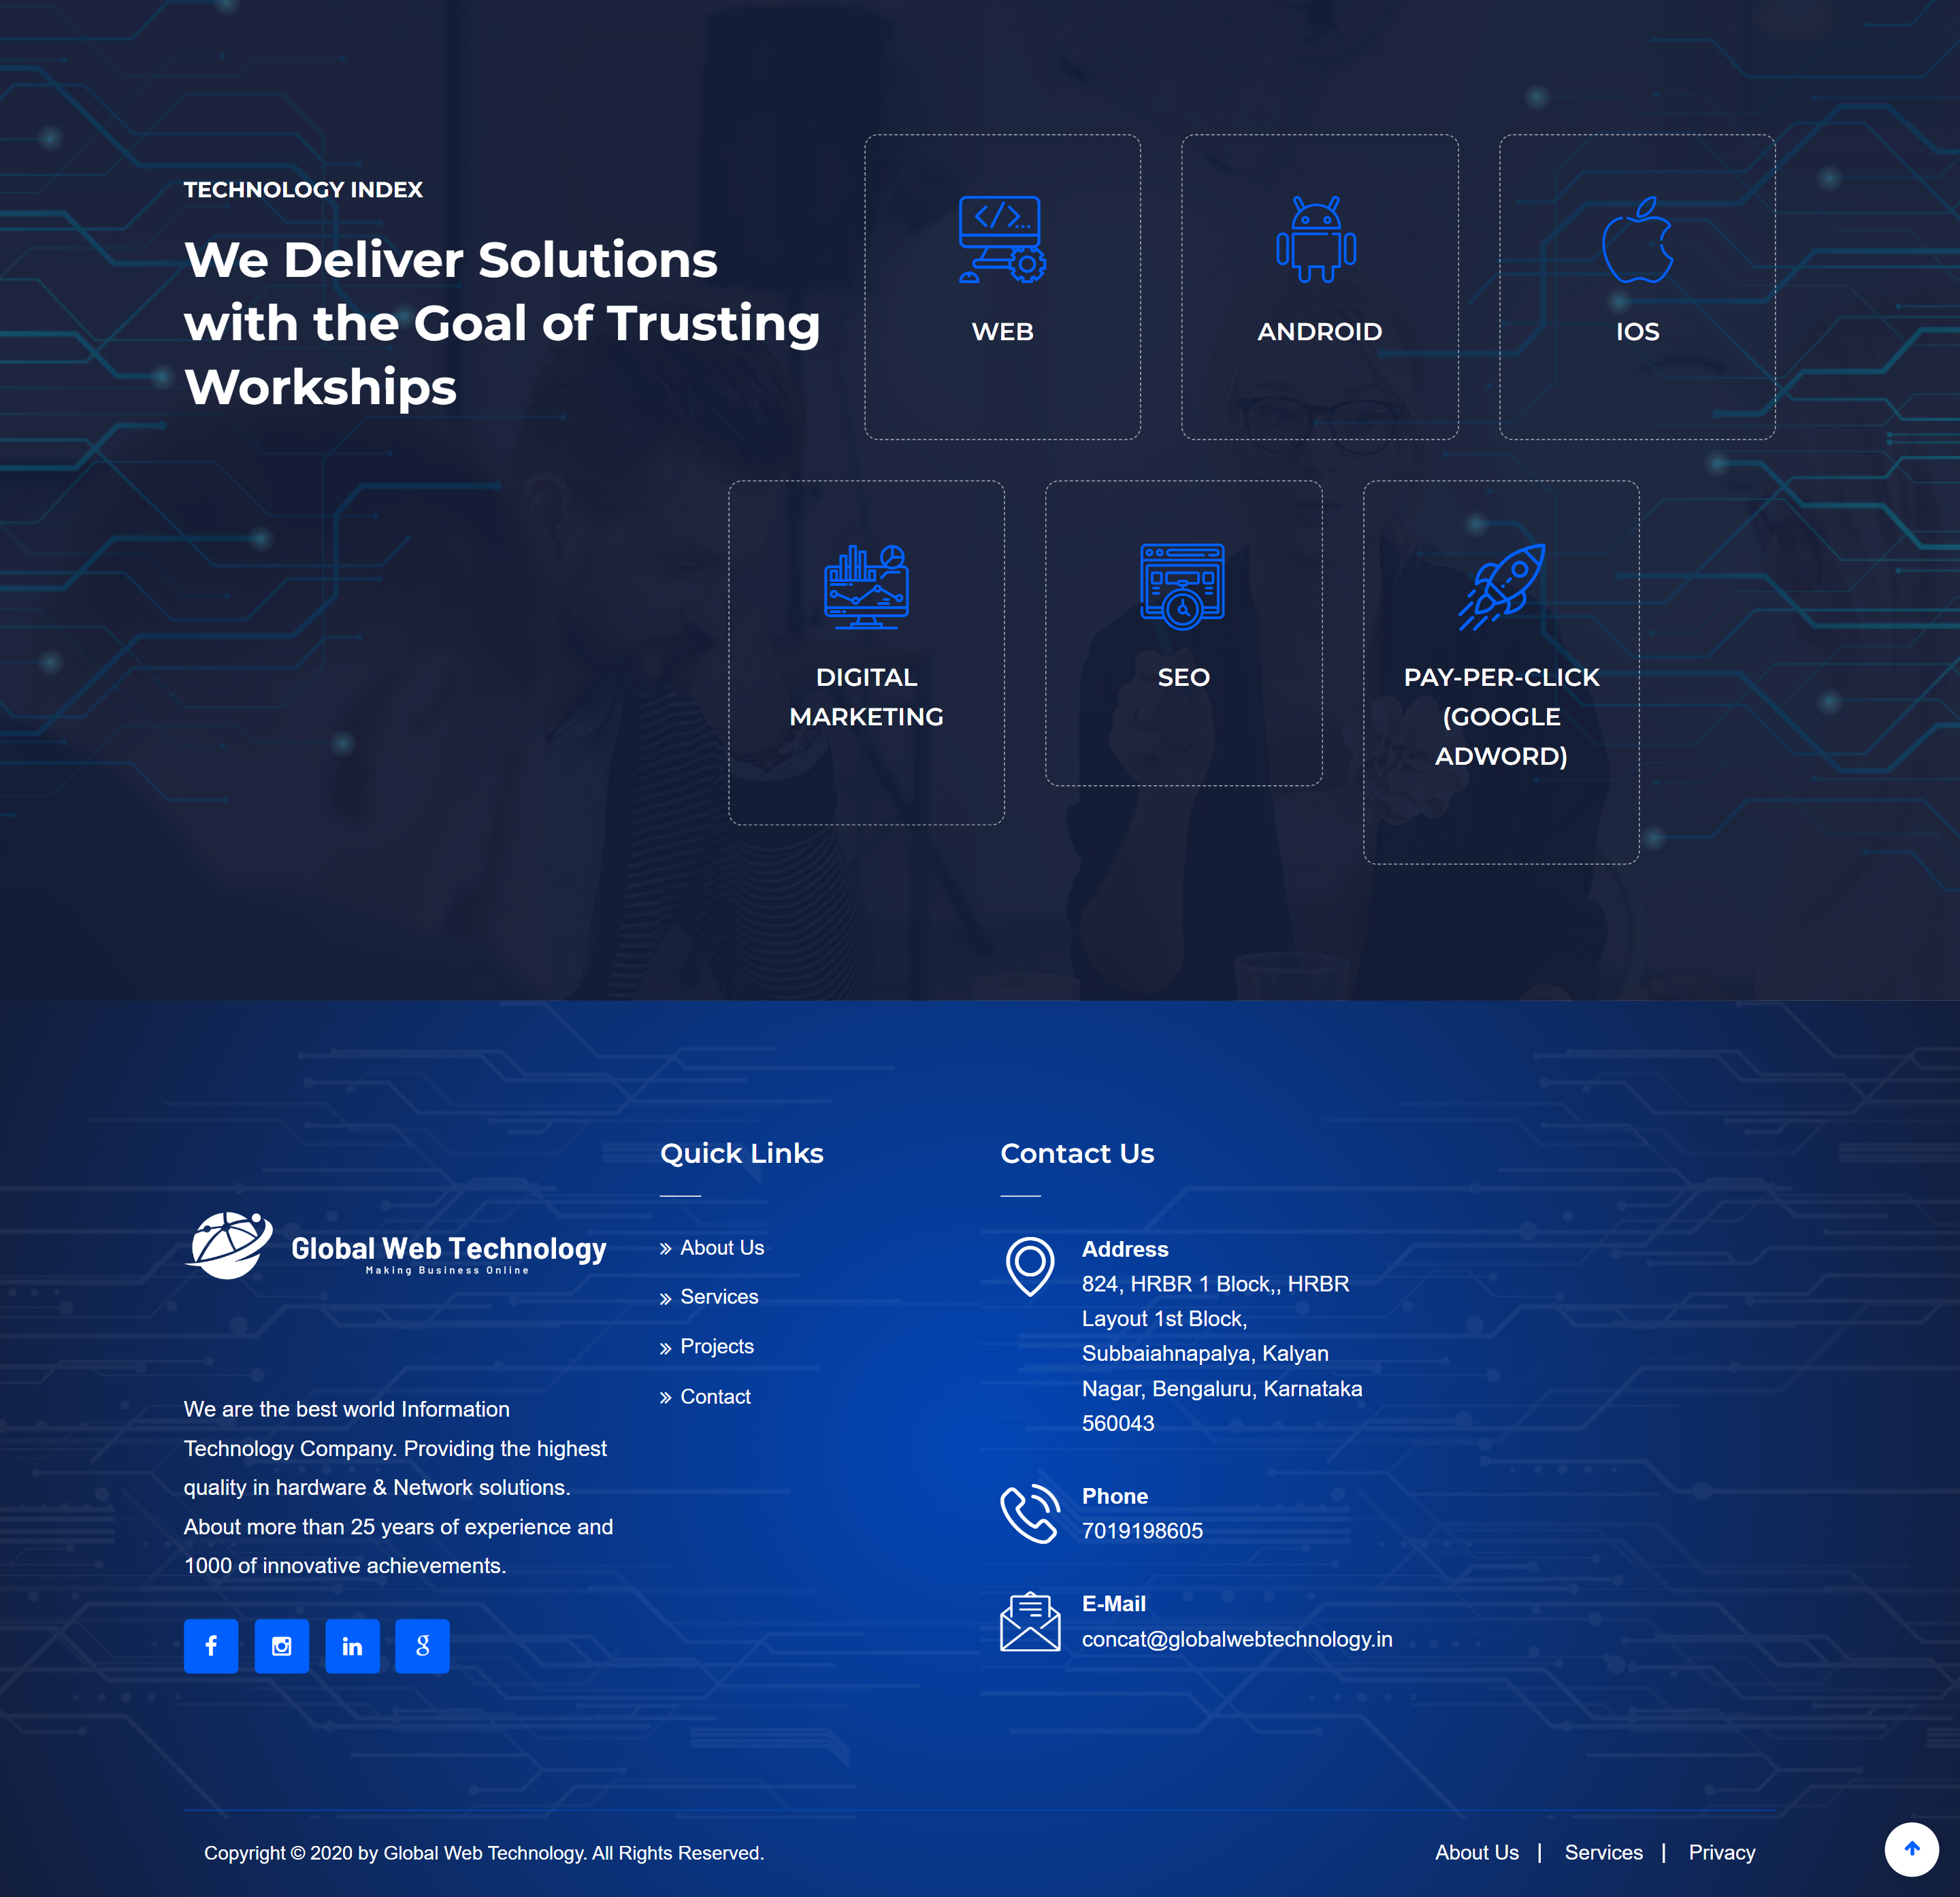 TECHNOLOGY INDEX
We Deliver Solutions
with the Goal of Trusting
Workships
WEB
ANDROID
IOS
DIGITAL
MARKETING
SEO
PAY-PER-CLICK
(GOOGLE
ADWORD)
Global Web Technology
Making Business Online
We are the best world Information
Technology Company. Providing the highest
quality in hardware & Network solutions.
About more than 25 years of experience and
1000 of innovative achievements.
Quick Links
About Us
Services
Projects
Contact
Contact Us
Address
824, HRBR 1 Block,, HRBR
Layout 1st Block,
Subbaiahnapalya, Kalyan
Nagar, Bengaluru, Karnataka
560043
Phone
7019198605
E-Mail
concat@globalwebtechnology.in
Copyright © 2020 by Global Web Technology. All Rights Reserved.
About Us | Services | Privacy